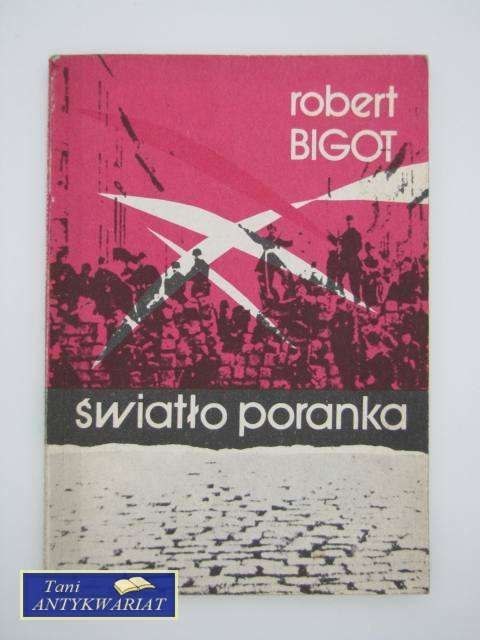 robert
BIGOT
światło poranka
Tani
ANTYKWARIAT